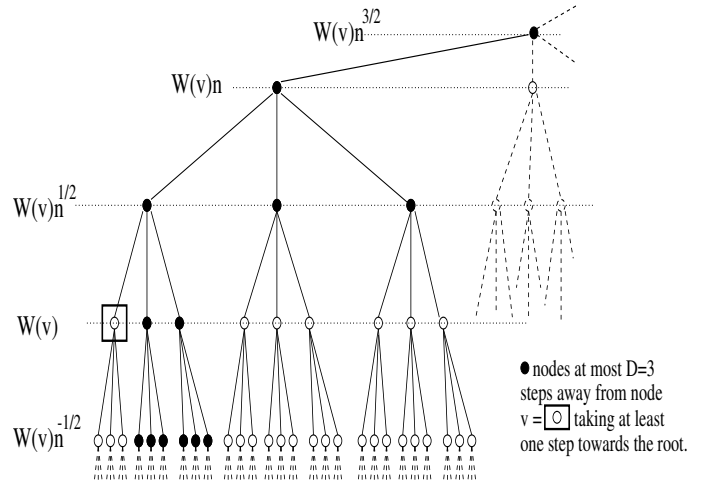 W(v)n^{3/2}
W(v)n
W(v)n^{1/2}
W(v)
W(v)n^{-1/2}
nodes at most D=3
steps away from node
v = taking at least
one step towards the root.